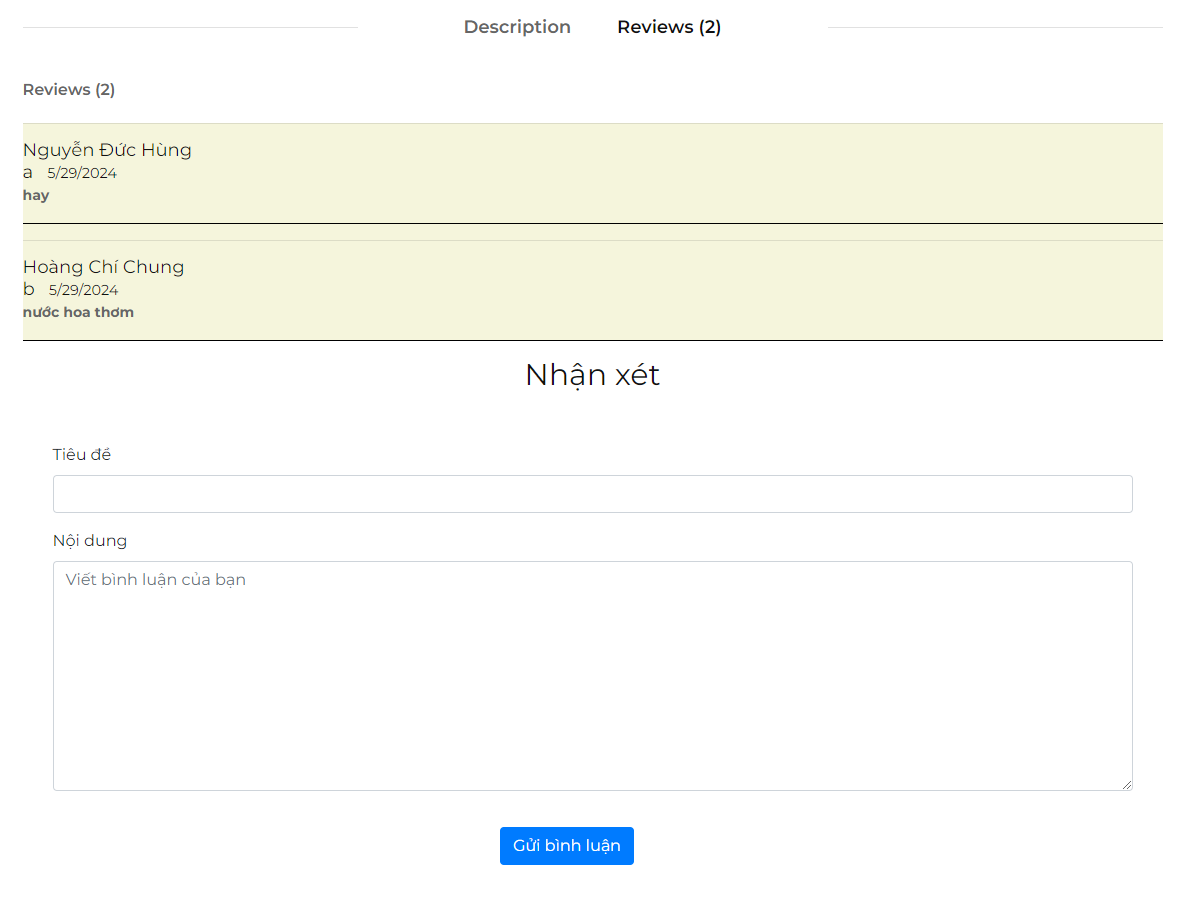 Description Reviews (2)
Reviews (2)
Nguyễn Đức Hùng
a 5/29/2024
hay
Hoàng Chí Chung
b 5/29/2024
nước hoa thơm
Nhận xét
Tiêu đề
Nội dung
Viết bình luận của bạn
Gửi bình luận